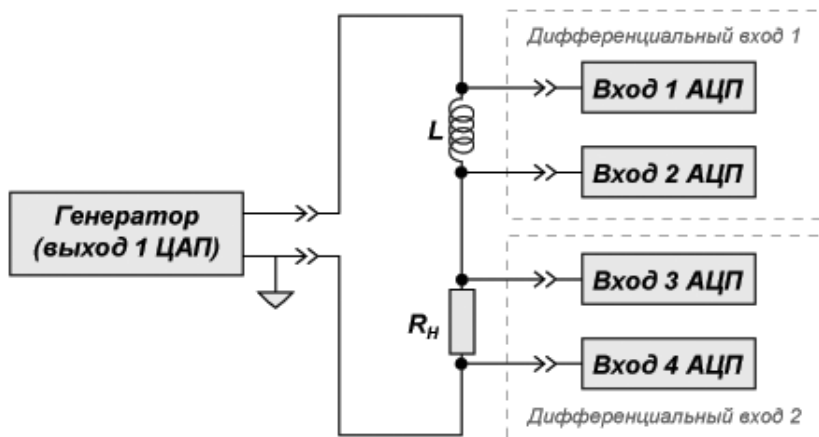 Дифференциальный вход 1
Вход 1 АЦП
L
Вход 2 АЦП
Генератор
(выход 1 ЦАП)
Вход 3 АЦП
RН
Вход 4 АЦП
Дифференциальный вход 2